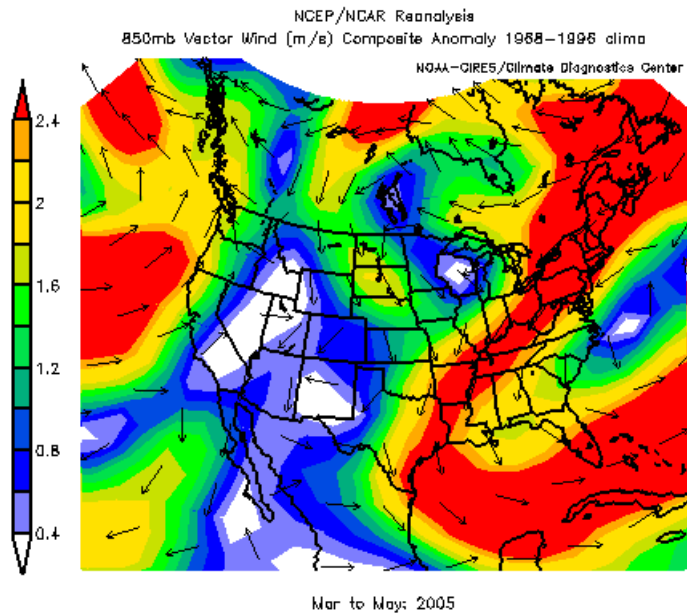 NCEP/NCAR Reanalysis
850mb Vector Wind (m/s) Composite Anomaly 1968-1996 clima
NOAA-CIRES/Climate Diagnostics Center
2.4
2
1.6
1.2
0.8
0.4
Mar to May: 2005